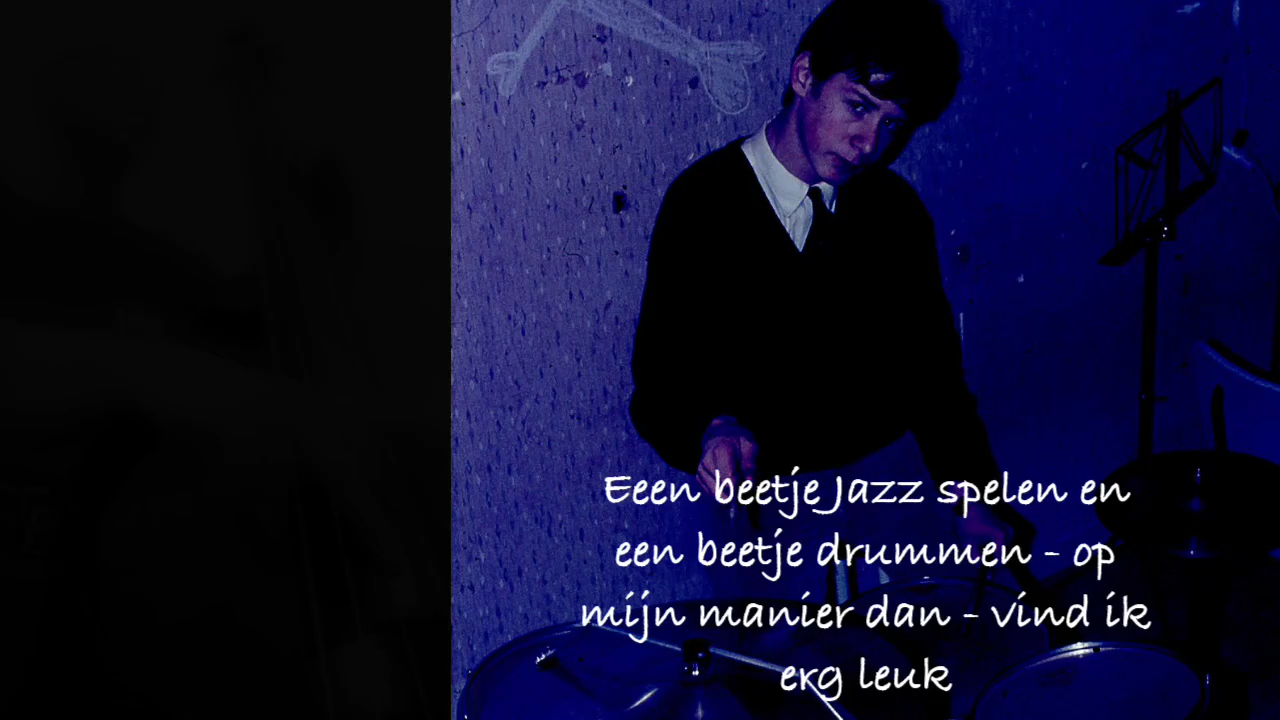 Eeen beetje Jazz spelen en
een beetje drummen - op
mijn manier dan - vind ik
erg leuk